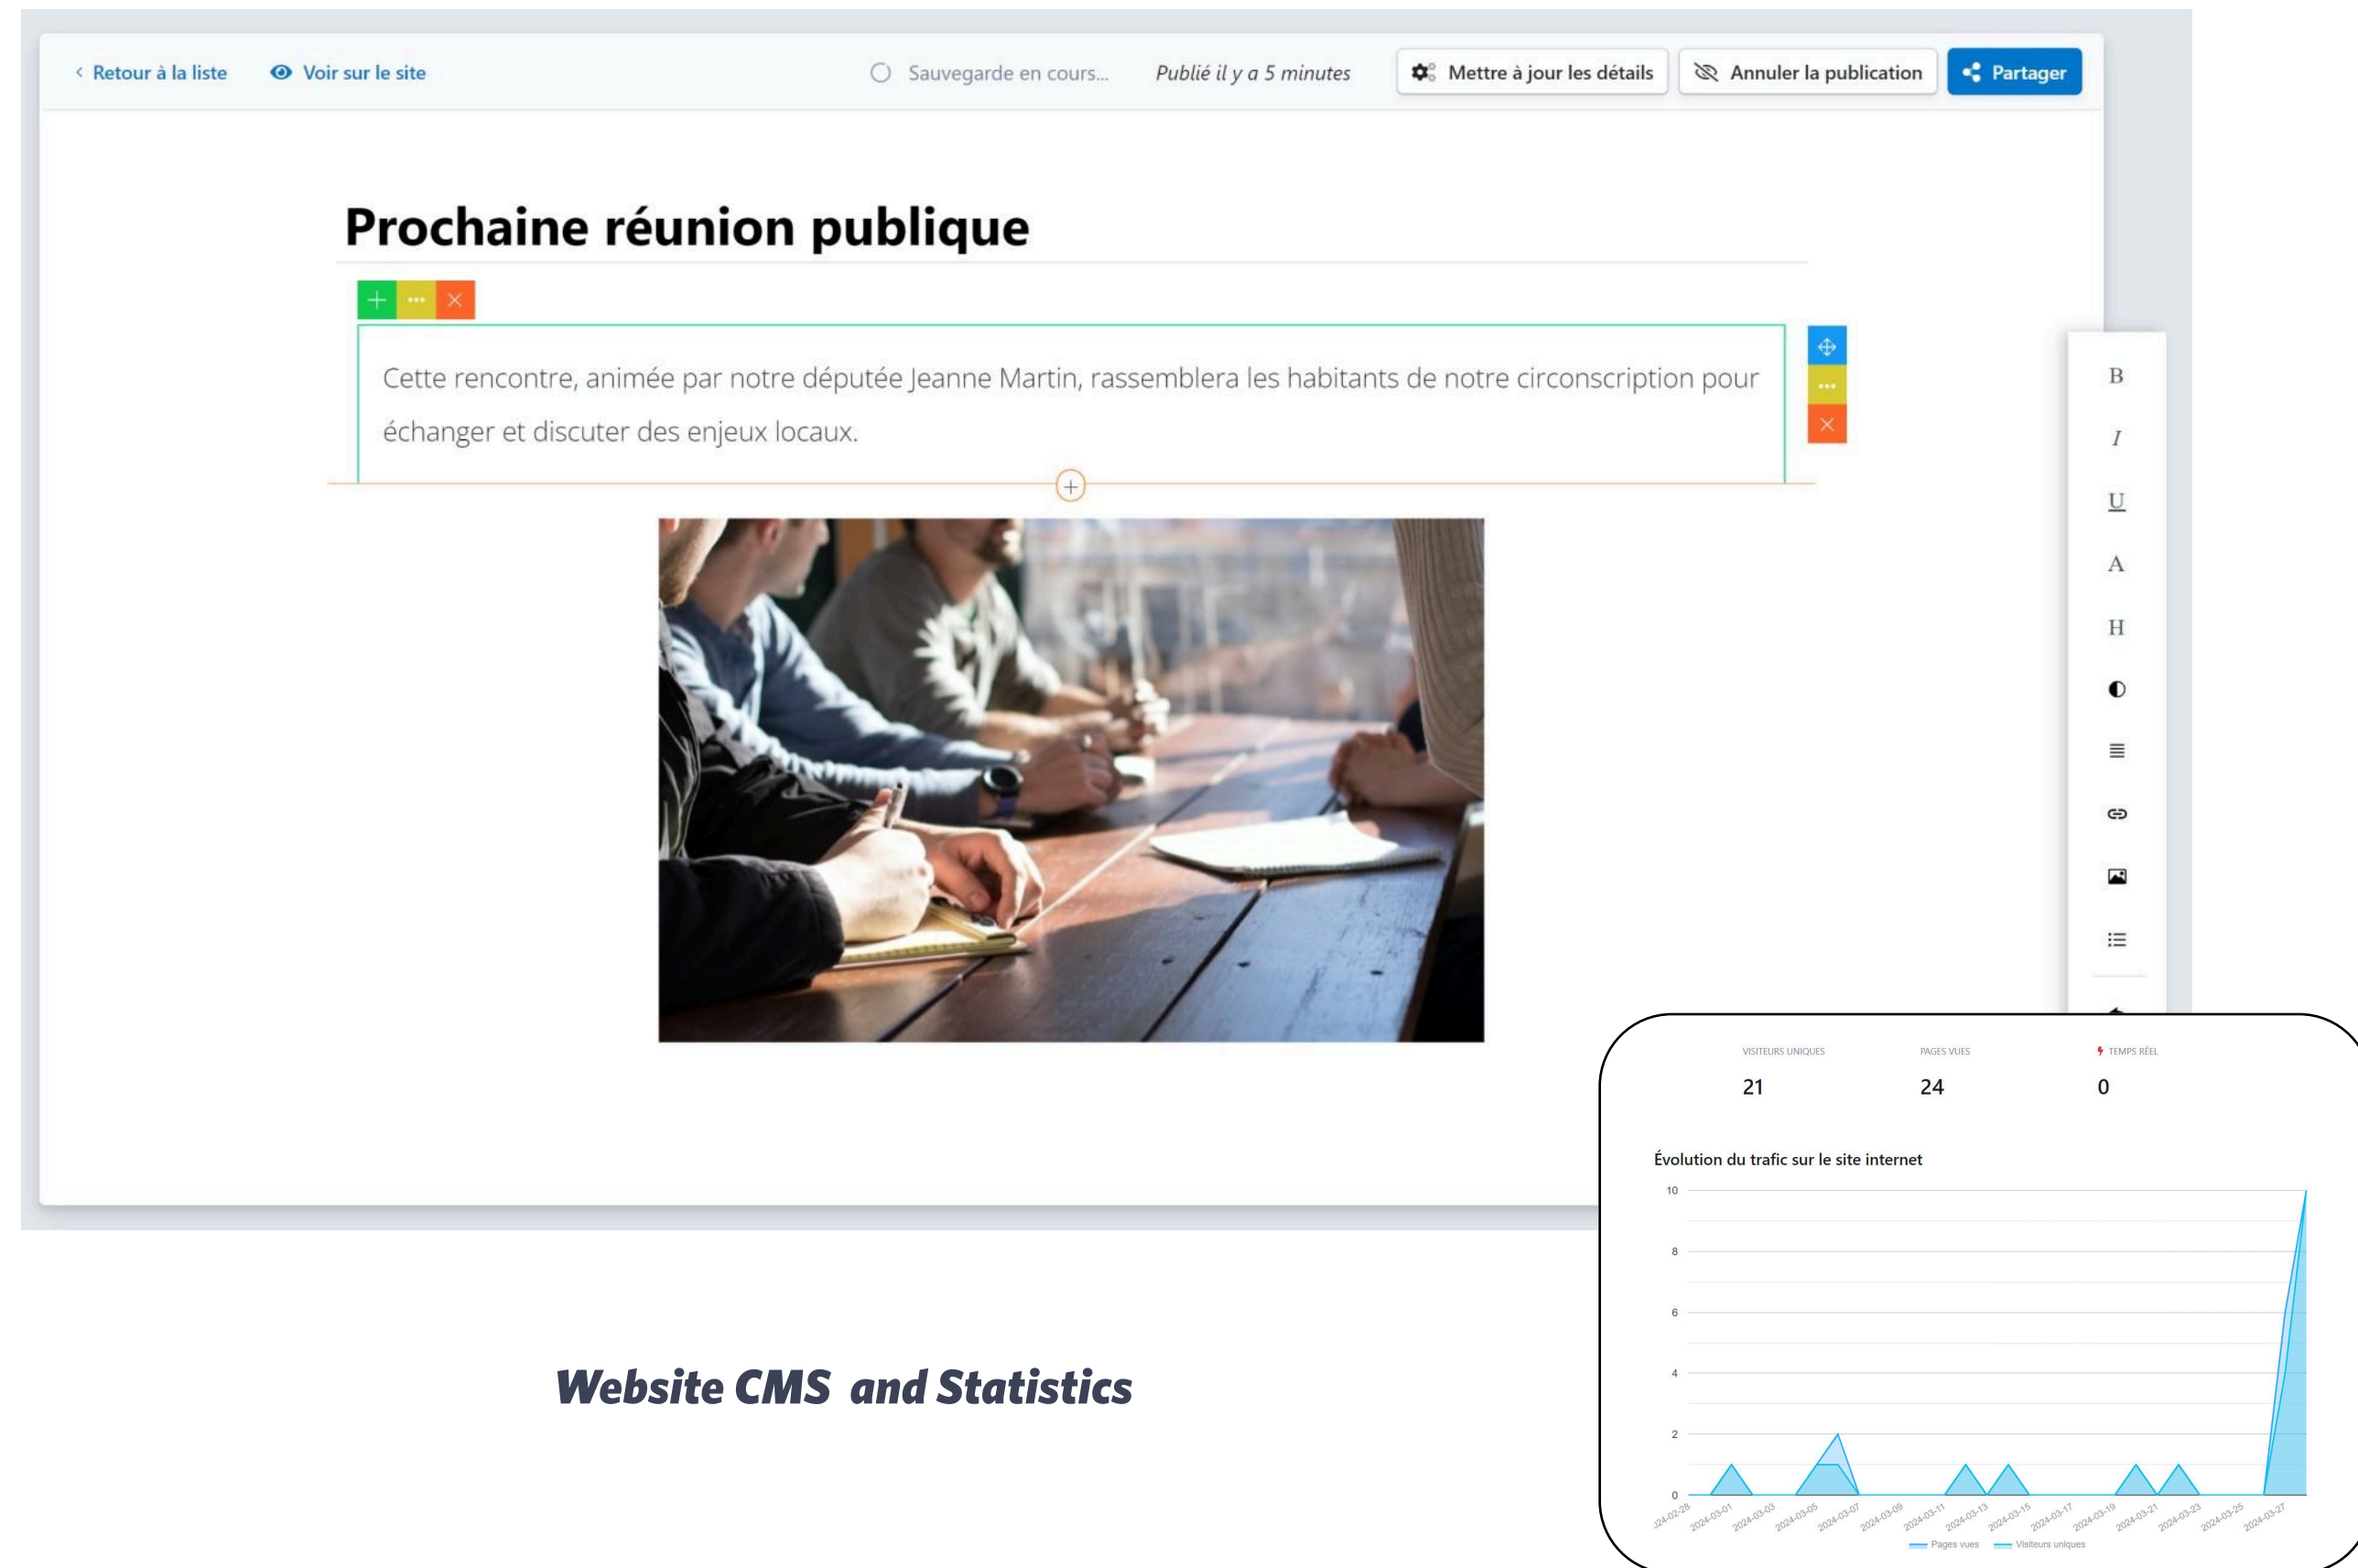 Retour à la liste
Voir sur le site
Sauvegarde en cours...
Publié il y a 5 minutes
Mettre à jour les détails
Annuler la publication
Partager
Prochaine réunion publique
Cette rencontre, animée par notre députée Jeanne Martin, rassemblera les habitants de notre circonscription pour
échanger et discuter des enjeux locaux.
B
I
U
A
H
VISITEURS UNIQUES
PAGES VUES
TEMPS RÉEL
21
24
0
Évolution du trafic sur le site internet
10
8
6
4
2
0
024-02-28
2024-03-01
2024-03-03
2024-03-05
2024-03-07
2024-03-09
2024-03-11
2024-03-13
2024-03-15
2024-03-17
2024-03-19
2024-03-21
2024-03-23
2024-03-25
2024-03-27
Pages vues
Visiteurs uniques
Website CMS and Statistics